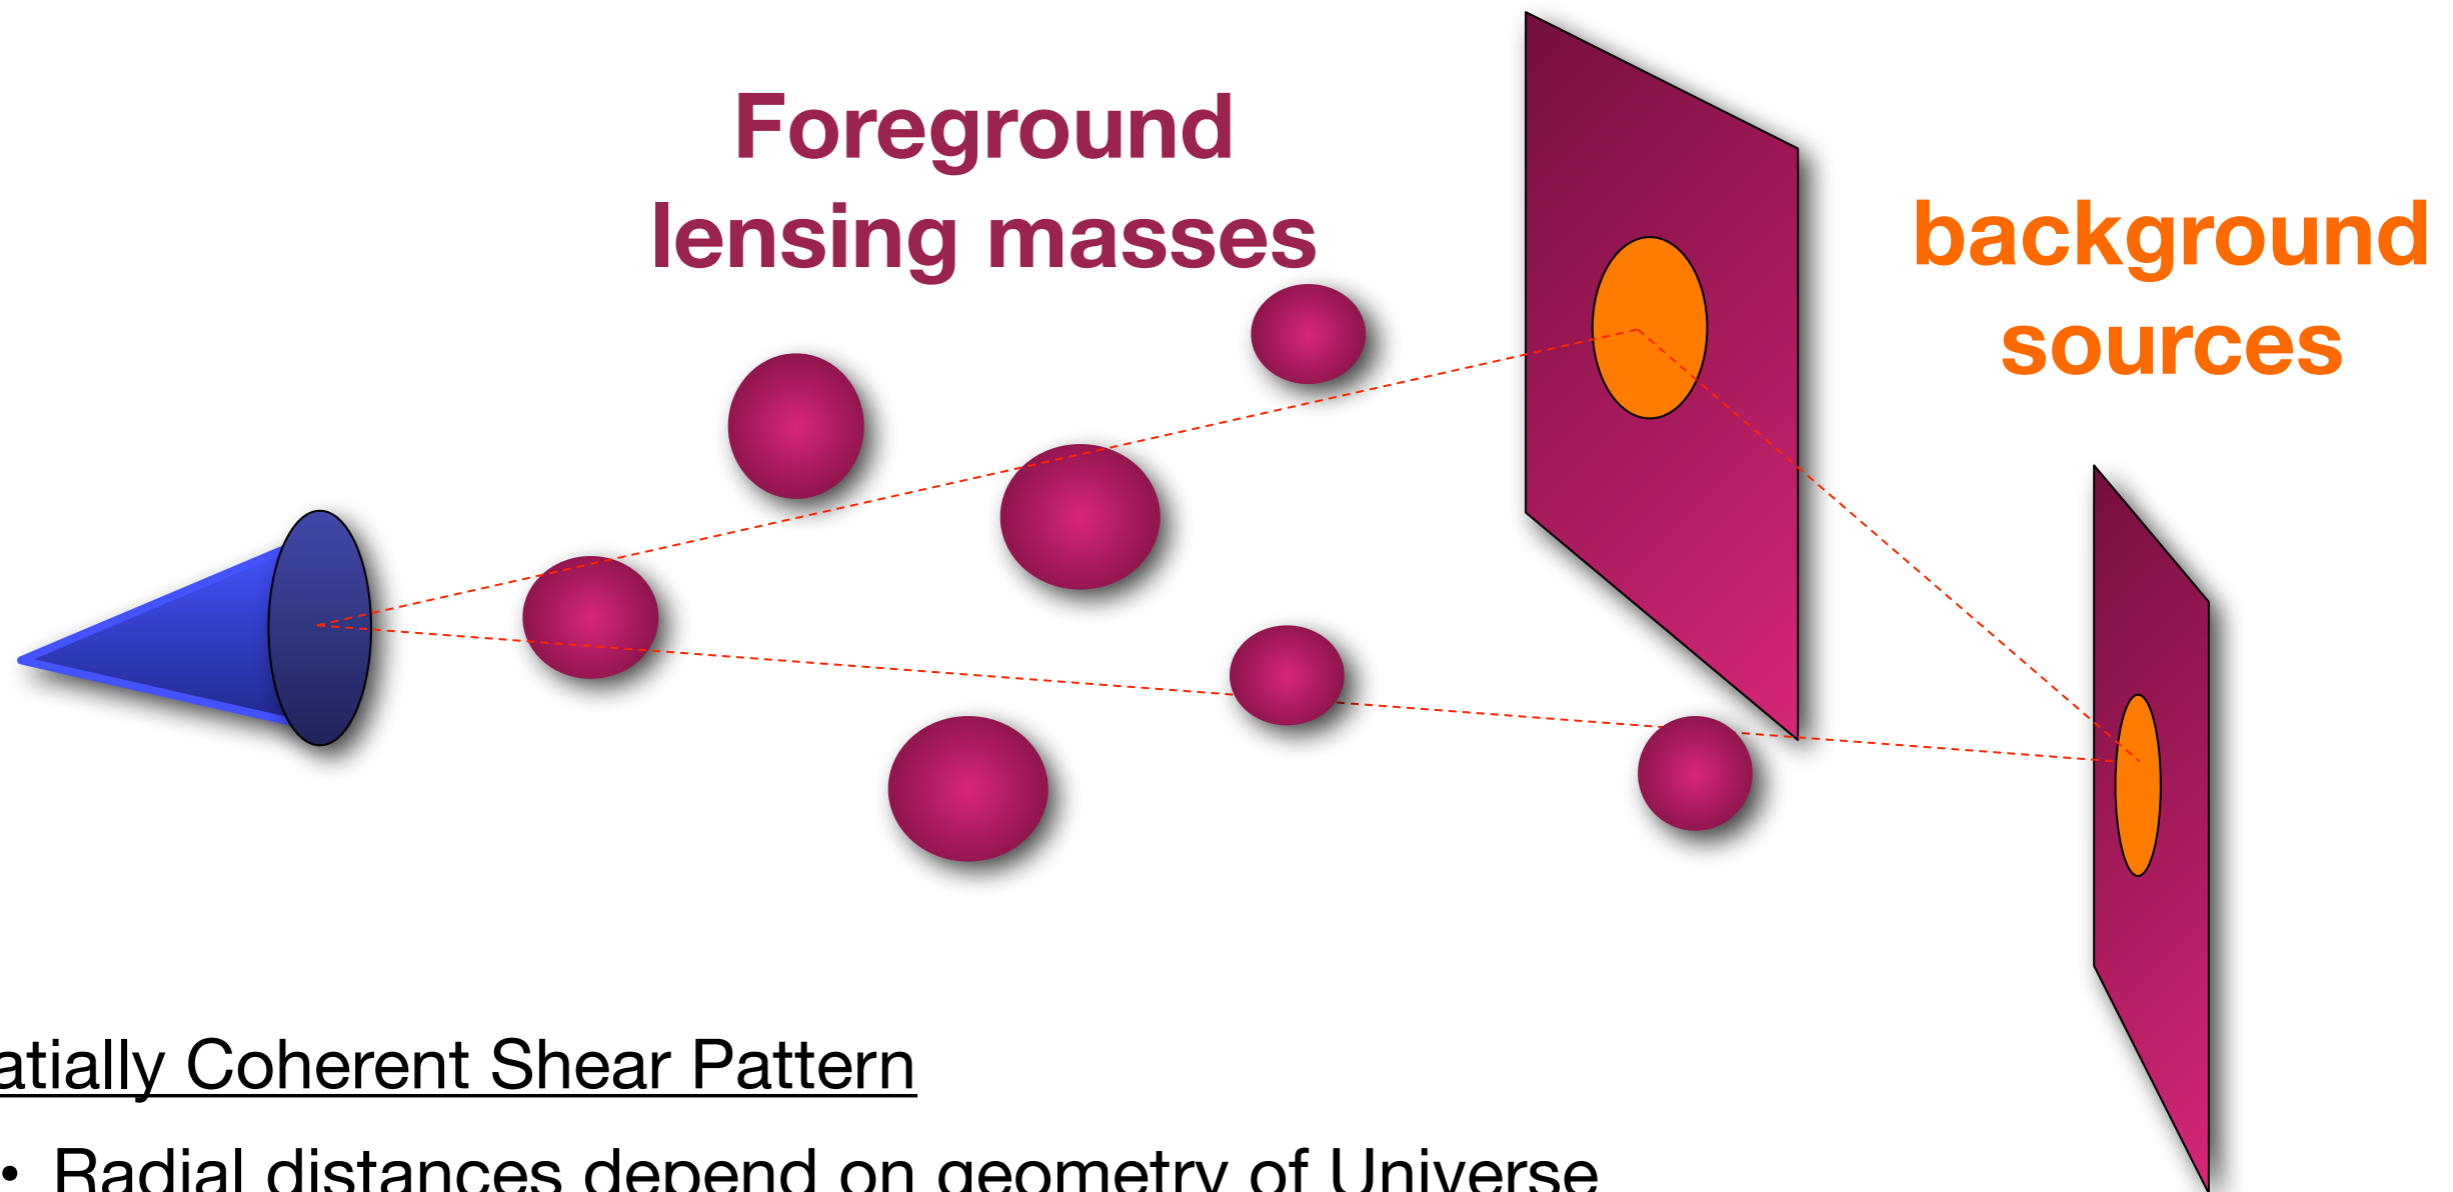 Foreground
lensing masses
background
sources
atially Coherent Shear Pattern
• Radial distances depend on geometry of Universe